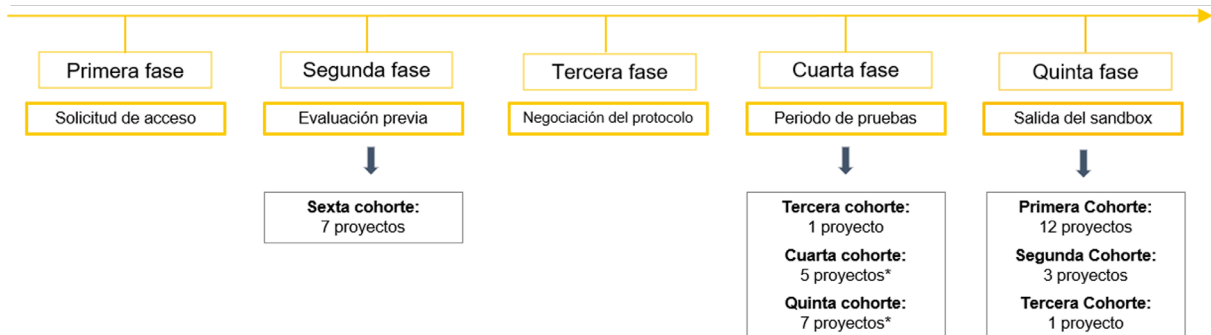 Primera fase
Segunda fase
Tercera fase
Cuarta fase
Quinta fase
Solicitud de acceso
Evaluación previa
Negociación del protocolo
Periodo de pruebas
Salida del sandbox
Sexta cohorte:
7 proyectos
Tercera cohorte:
1 proyecto
Cuarta cohorte:
5 proyectos*
Quinta cohorte:
7 proyectos*
Primera Cohorte:
12 proyectos
Segunda Cohorte:
3 proyectos
Tercera Cohorte:
1 proyecto